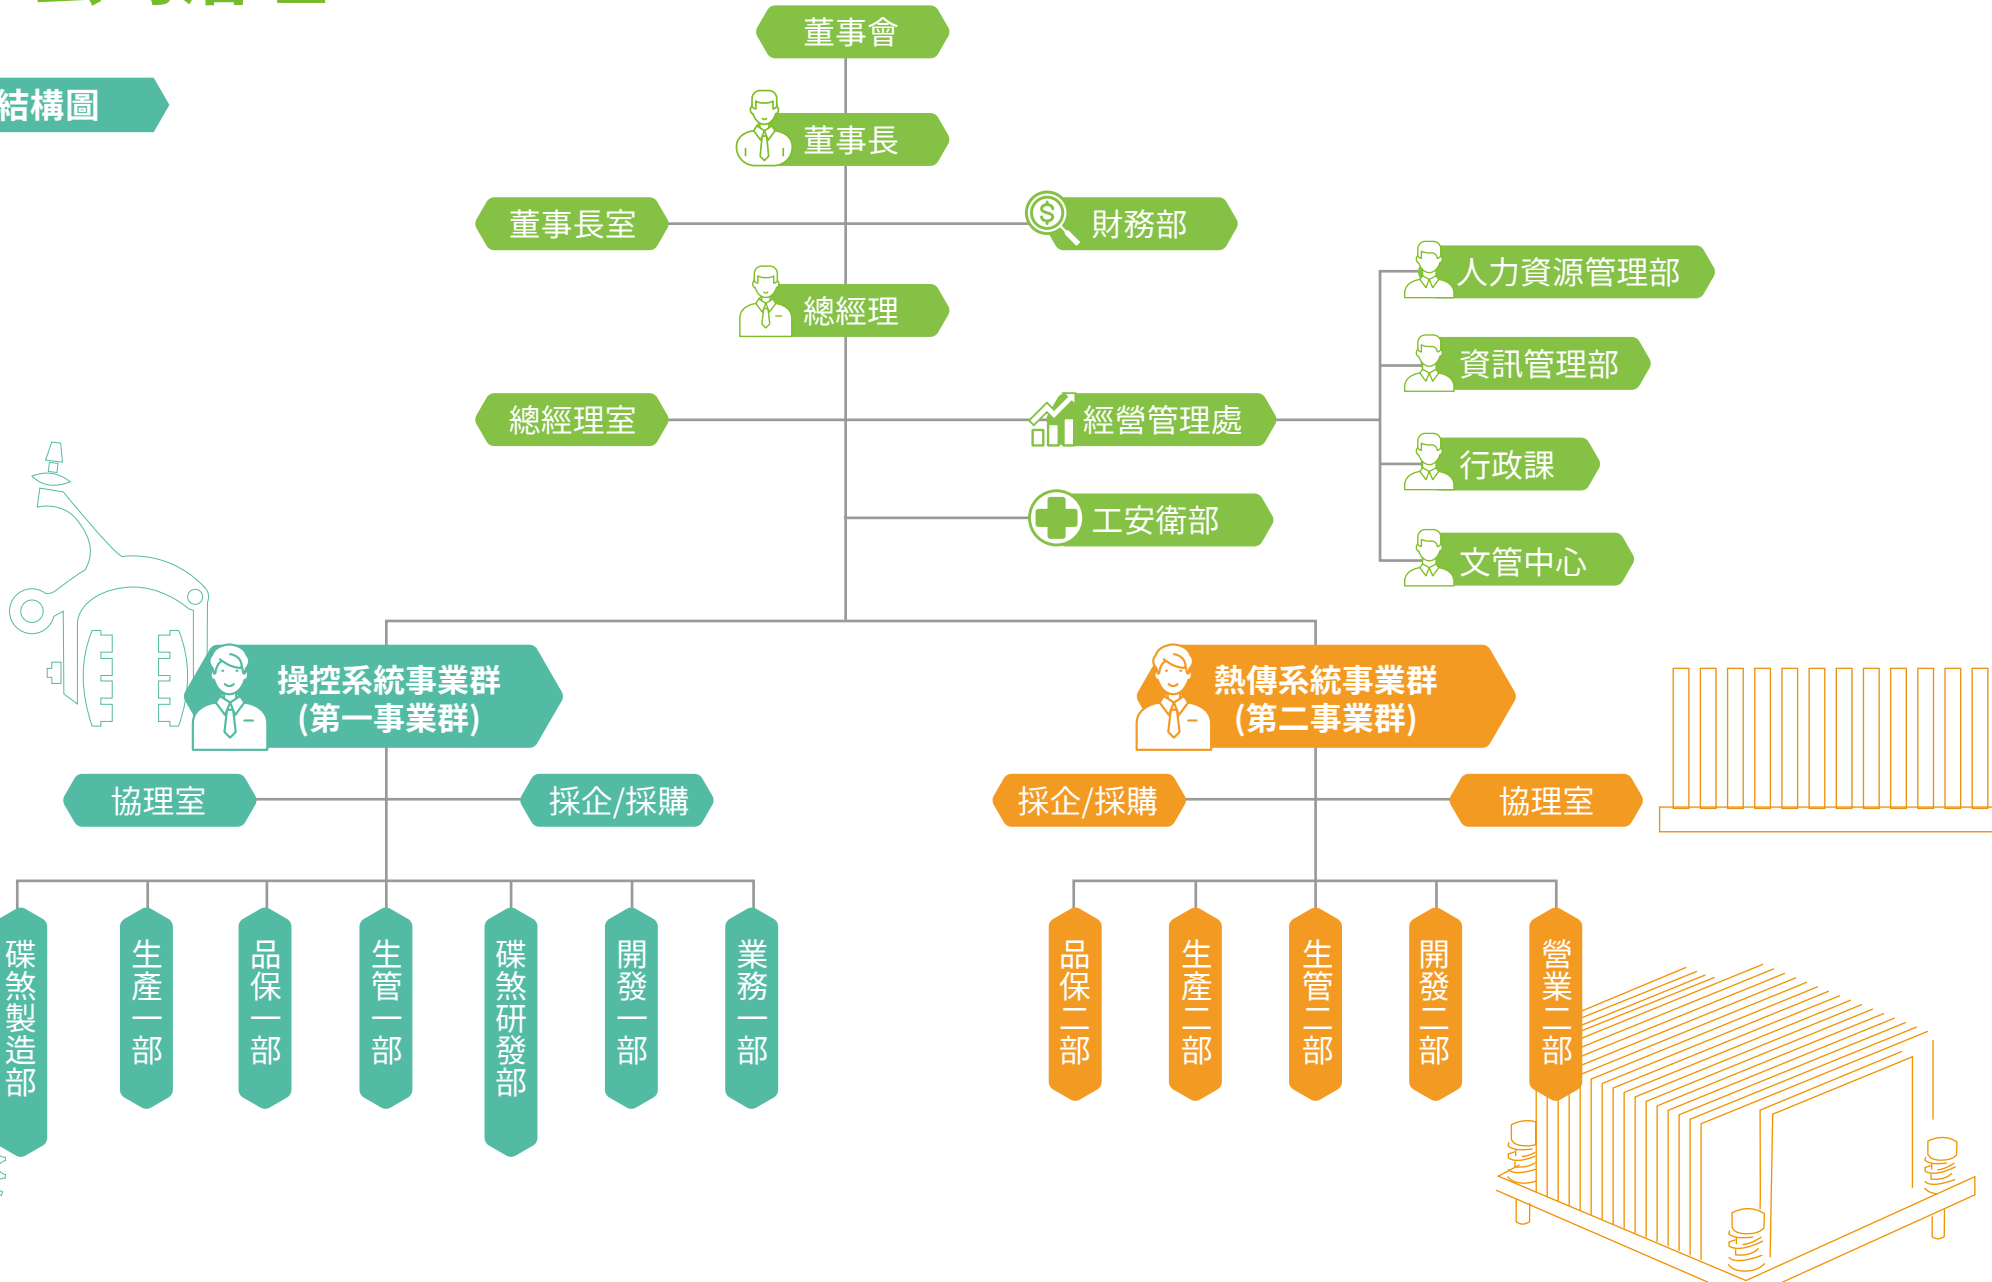 結構圖
董事會
董事長
董事長室
財務部
總經理
人力資源管理部
資訊管理部
總經理室
經營管理處
行政課
工安衛部
文管中心
操控系統事業群
(第一事業群)
熱傳系統事業群
(第二事業群)
協理室
採企/採購
採企/採購
協理室
碟煞製造部
生產一部
品保一部
生管一部
碟煞研發部
開發一部
業務一部
品保二部
生產二部
生管二部
開發二部
營業二部